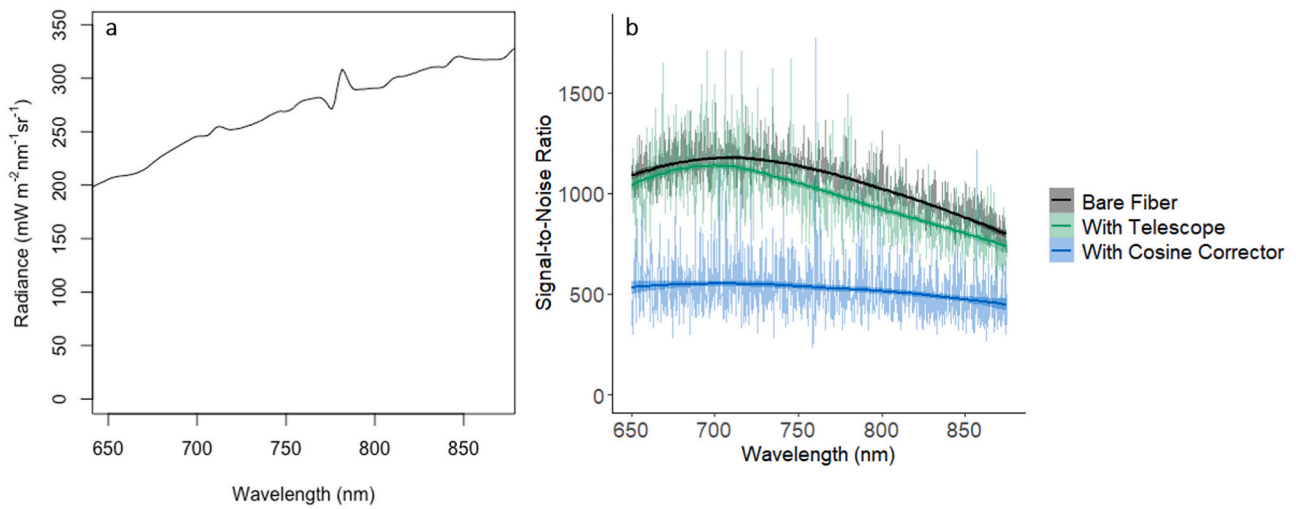 a
Radiance (mW m-2nm-1sr-1)
350
300
250
200
150
100
50
0
650 700 750 800 850
Wavelength (nm)
b
Signal-to-Noise Ratio
1500
1000
500
0
650 700 750 800 850
Wavelength (nm)
Bare Fiber
With Telescope
With Cosine Corrector